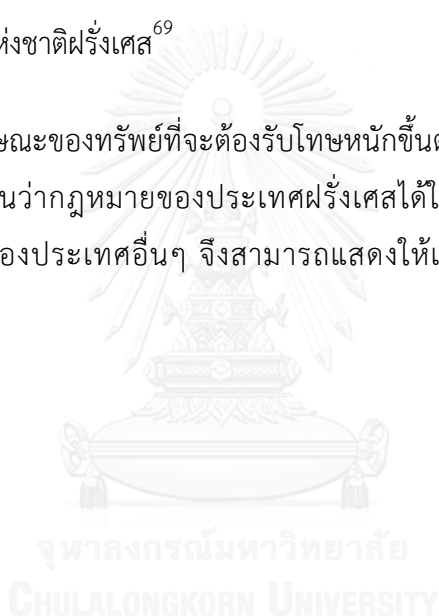 ห่งชาติฝรั่งเศส69
ษณะของทรัพย์ที่จะต้องรับโทษหนักขึ้นต
นว่ากฎหมายของประเทศฝรั่งเศสได้ใ
องประเทศอื่นๆ จึงสามารถแสดงให้เ
จุฬาลงกรณ์มหาวิทยาลัย
CHULALONGKORN UNIVERSITY